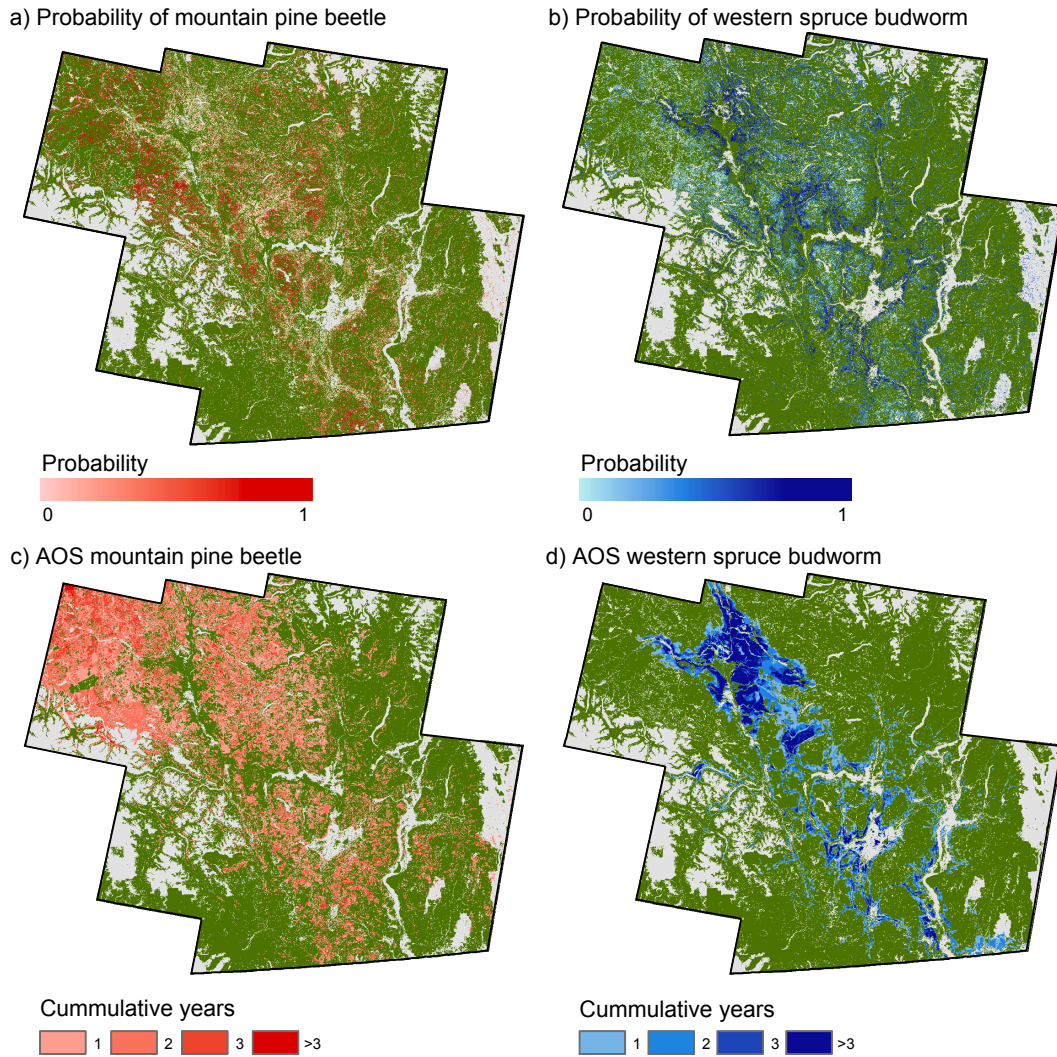 a) Probability of mountain pine beetle
b) Probability of western spruce budworm
Probability
0 1
Probability
0 1
c) AOS mountain pine beetle
d) AOS western spruce budworm
Cummulative years
1 2 3 >3
Cummulative years
1 2 3 >3